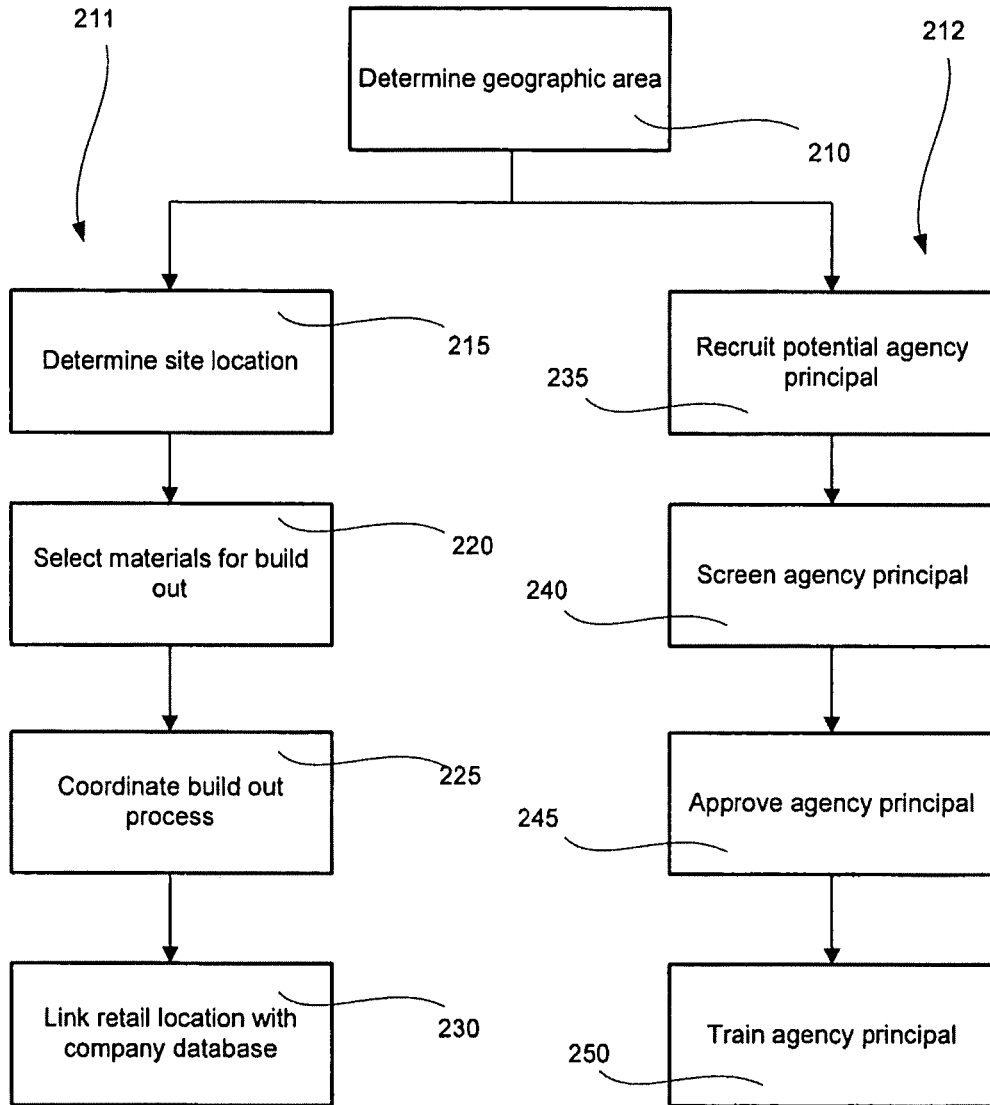 211
212
Determine geographic area
210
Determine site location
215
Recruit potential agency
principal
235
Select materials for build
out
220
Screen agency principal
240
Coordinate build out
process
225
Approve agency principal
245
Link retail location with
company database
230
Train agency principal
250